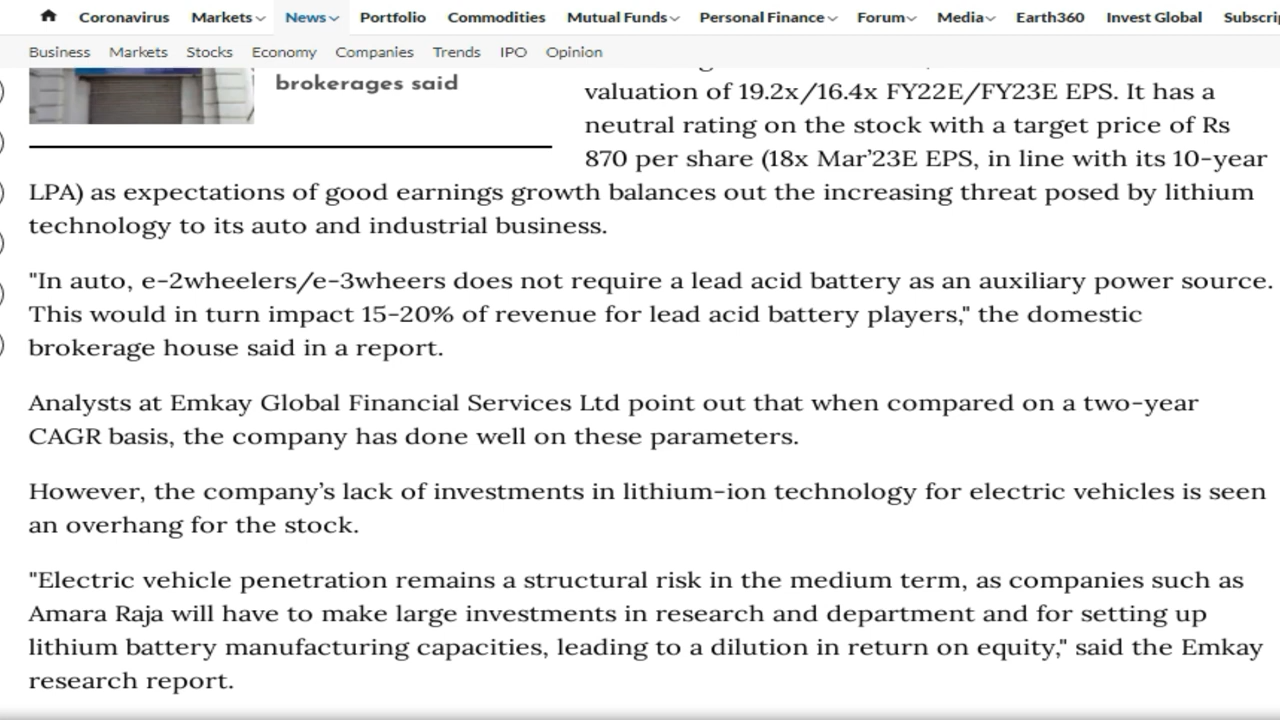 Coronavirus Markets News Portfolio Commodities Mutual Funds Personal Finance Forum Media Earth360 Invest Global
Business Markets Stocks Economy Companies Trends IPO Opinion
brokerages said
valuation of 19.2x/16.4x FY22E/FY23E EPS. It has a
neutral rating on the stock with a target price of Rs
870 per share (18x Mar’23E EPS, in line with its 10-year
LPA) as expectations of good earnings growth balances out the increasing threat posed by lithium
technology to its auto and industrial business.
"In auto, e-2wheelers/e-3wheers does not require a lead acid battery as an auxiliary power source.
This would in turn impact 15-20% of revenue for lead acid battery players," the domestic
brokerage house said in a report.
Analysts at Emkay Global Financial Services Ltd point out that when compared on a two-year
CAGR basis, the company has done well on these parameters.
However, the company’s lack of investments in lithium-ion technology for electric vehicles is seen
an overhang for the stock.
"Electric vehicle penetration remains a structural risk in the medium term, as companies such as
Amara Raja will have to make large investments in research and department and for setting up
lithium battery manufacturing capacities, leading to a dilution in return on equity," said the Emkay
research report.